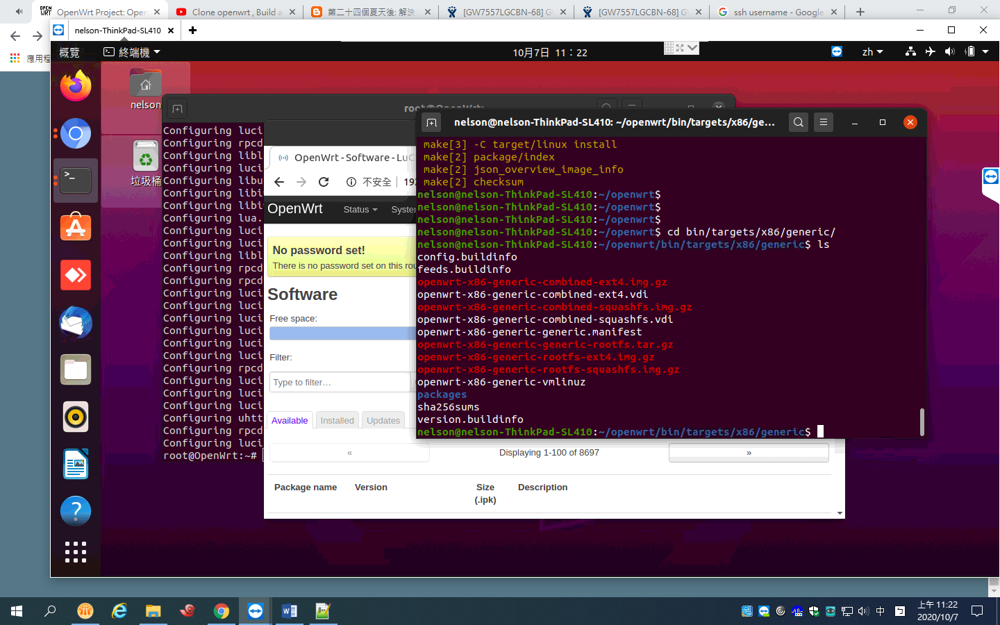 OpenWrt Project: Open
Clone openwrt , Build a
第二十四個夏天後: 解決
[GW7557LGCBN-68] G
[GW7557LGCBN-68] G
ssh username - Google
nelson-ThinkPad-SL410
應用程
概覽
終端機
10月7日 11：22
zh
nelson
垃圾桶
root@OpenWrt:
Configuring luci
Configuring rpcd
Configuring libl
Configuring luci
Configuring libu
Configuring libi
Configuring libi
Configuring lua.
Configuring luci
Configuring luci
Configuring libl
Configuring rpcd
Configuring rpcd
Configuring luci
Configuring luci
Configuring luci
Configuring luci
Configuring luci
Configuring luci
Configuring rpcd
Configuring luci
Configuring luci
Configuring luci
Configuring uhtt
Configuring rpcd
Configuring luci
root@OpenWrt:~#
OpenWrt - Software - LuC
不安全
192
OpenWrt
Status
System
No password set!
There is no password set on this rou
Software
Free space:
Filter:
Type to filter…
Available
Installed
Updates
«
Displaying 1-100 of 8697
»
Package name
Version
Size (.ipk)
Description
nelson@nelson-ThinkPad-SL410: ~/openwrt/bin/targets/x86/ge...
make[3] -C target/linux install
make[2] package/index
make[2] json_overview_image_info
make[2] checksum
nelson@nelson-ThinkPad-SL410:~/openwrt$
nelson@nelson-ThinkPad-SL410:~/openwrt$
nelson@nelson-ThinkPad-SL410:~/openwrt$
nelson@nelson-ThinkPad-SL410:~/openwrt$ cd bin/targets/x86/generic/
nelson@nelson-ThinkPad-SL410:~/openwrt/bin/targets/x86/generic$ ls
config.buildinfo
feeds.buildinfo
openwrt-x86-generic-combined-ext4.img.gz
openwrt-x86-generic-combined-ext4.vdi
openwrt-x86-generic-combined-squashfs.img.gz
openwrt-x86-generic-combined-squashfs.vdi
openwrt-x86-generic-generic.manifest
openwrt-x86-generic-generic-rootfs.tar.gz
openwrt-x86-generic-rootfs-ext4.img.gz
openwrt-x86-generic-rootfs-squashfs.img.gz
openwrt-x86-generic-vmlinuz
packages
sha256sums
version.buildinfo
nelson@nelson-ThinkPad-SL410:~/openwrt/bin/targets/x86/generic$
中
ㄅ
上午 11:22
2020/10/7